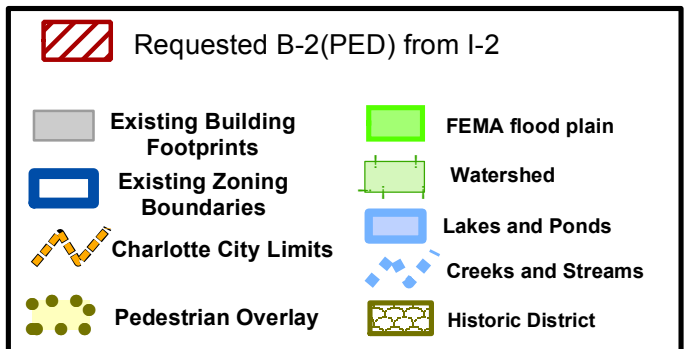 Requested B-2(PED) from I-2
Existing Building
Footprints
Existing Zoning
Boundaries
Charlotte City Limits
Pedestrian Overlay
FEMA flood plain
Watershed
Lakes and Ponds
Creeks and Streams
Historic District